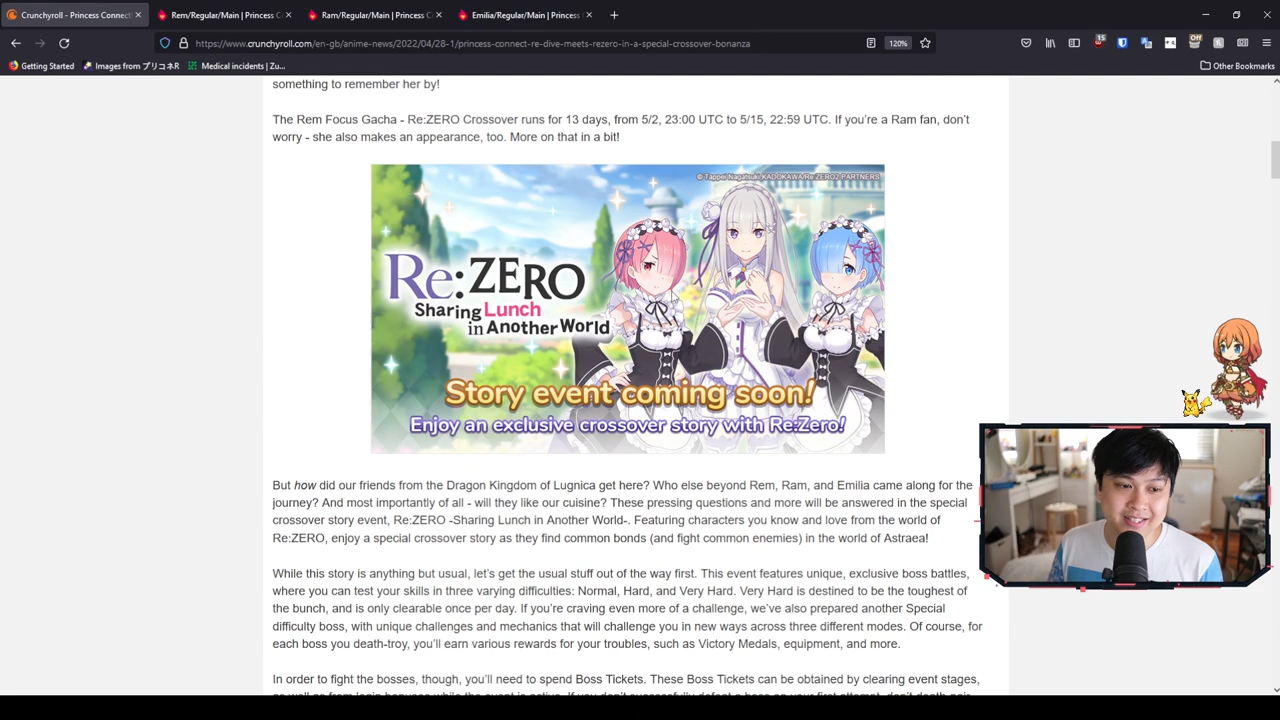 Crunchyroll - Princess Connect
Rem/Regular/Main | Princess C
Ram/Regular/Main | Princess Co
Emilia/Regular/Main | Princess
https://www.crunchyroll.com/en-gb/anime-news/2022/04/28-1/princess-connect-re-dive-meets-rezero-in-a-special-crossover-bonanza
120%
15
Off
Getting Started
Images from プリコネR
Medical incidents | Zu...
Other Bookmarks
something to remember her by!
The Rem Focus Gacha - Re:ZERO Crossover runs for 13 days, from 5/2, 23:00 UTC to 5/15, 22:59 UTC. If you're a Ram fan, don't
worry - she also makes an appearance, too. More on that in a bit!
© Tappei Nagatsuki,KADOKAWA/Re:ZERO2 PARTNERS
Re:ZERO
Sharing Lunch
in Another World
Story event coming soon!
Enjoy an exclusive crossover story with Re:Zero!
But how did our friends from the Dragon Kingdom of Lugnica get here? Who else beyond Rem, Ram, and Emilia came along for the
journey? And most importantly of all - will they like our cuisine? These pressing questions and more will be answered in the special
crossover story event, Re:ZERO -Sharing Lunch in Another World-. Featuring characters you know and love from the world of
Re:ZERO, enjoy a special crossover story as they find common bonds (and fight common enemies) in the world of Astraea!
While this story is anything but usual, let's get the usual stuff out of the way first. This event features unique, exclusive boss battles,
where you can test your skills in three varying difficulties: Normal, Hard, and Very Hard. Very Hard is destined to be the toughest of
the bunch, and is only clearable once per day. If you're craving even more of a challenge, we've also prepared another Special
difficulty boss, with unique challenges and mechanics that will challenge you in new ways across three different modes. Of course, for
each boss you death-troy, you'll earn various rewards for your troubles, such as Victory Medals, equipment, and more.
In order to fight the bosses, though, you'll need to spend Boss Tickets. These Boss Tickets can be obtained by clearing event stages,